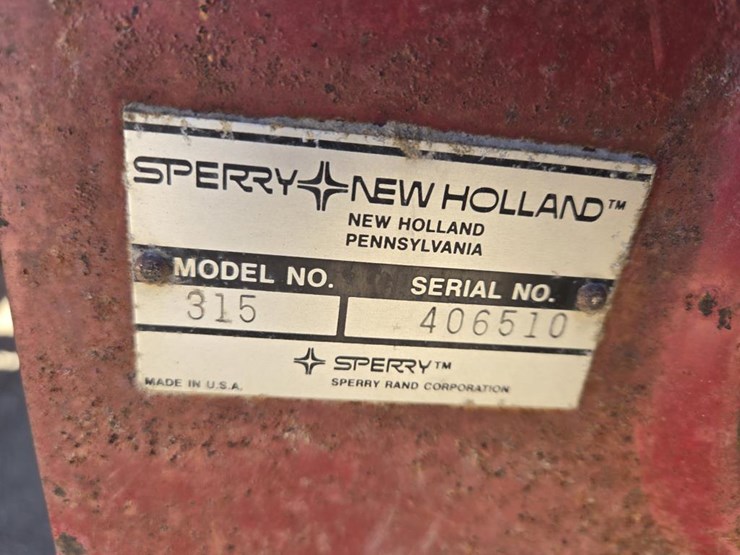 SPERRY NEW HOLLAND™
NEW HOLLAND
PENNSYLVANIA
MODEL NO. SERIAL NO.
315 406510
SPERRY™
MADE IN U.S.A. SPERRY RAND CORPORATION